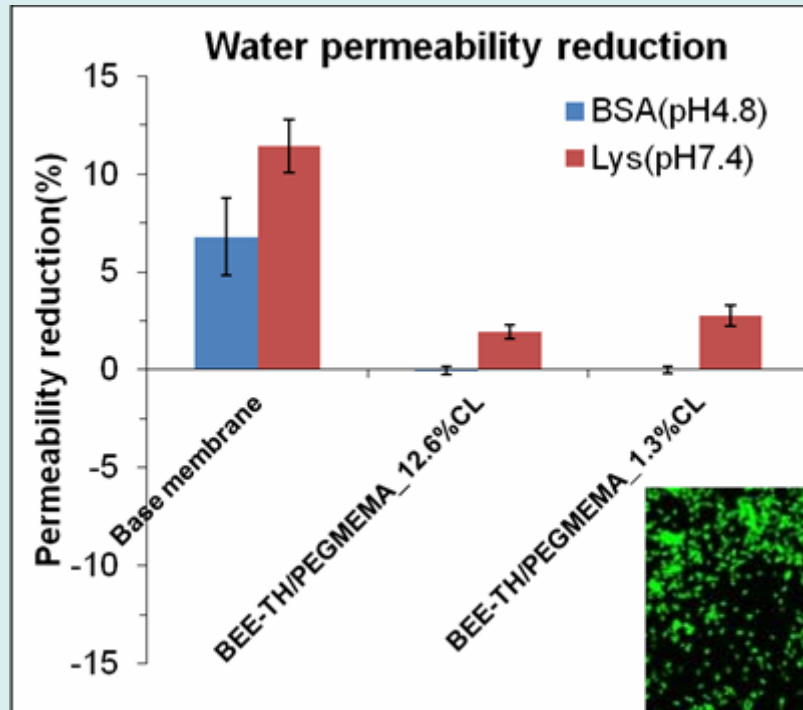 Water permeability reduction
BSA(pH4.8)
Lys(pH7.4)
Permeability reduction(%)
15
10
5
0
-5
-10
-15
Base membrane
BEE-TH/PEGMEMA_12.6%CL
BEE-TH/PEGMEMA_1.3%CL